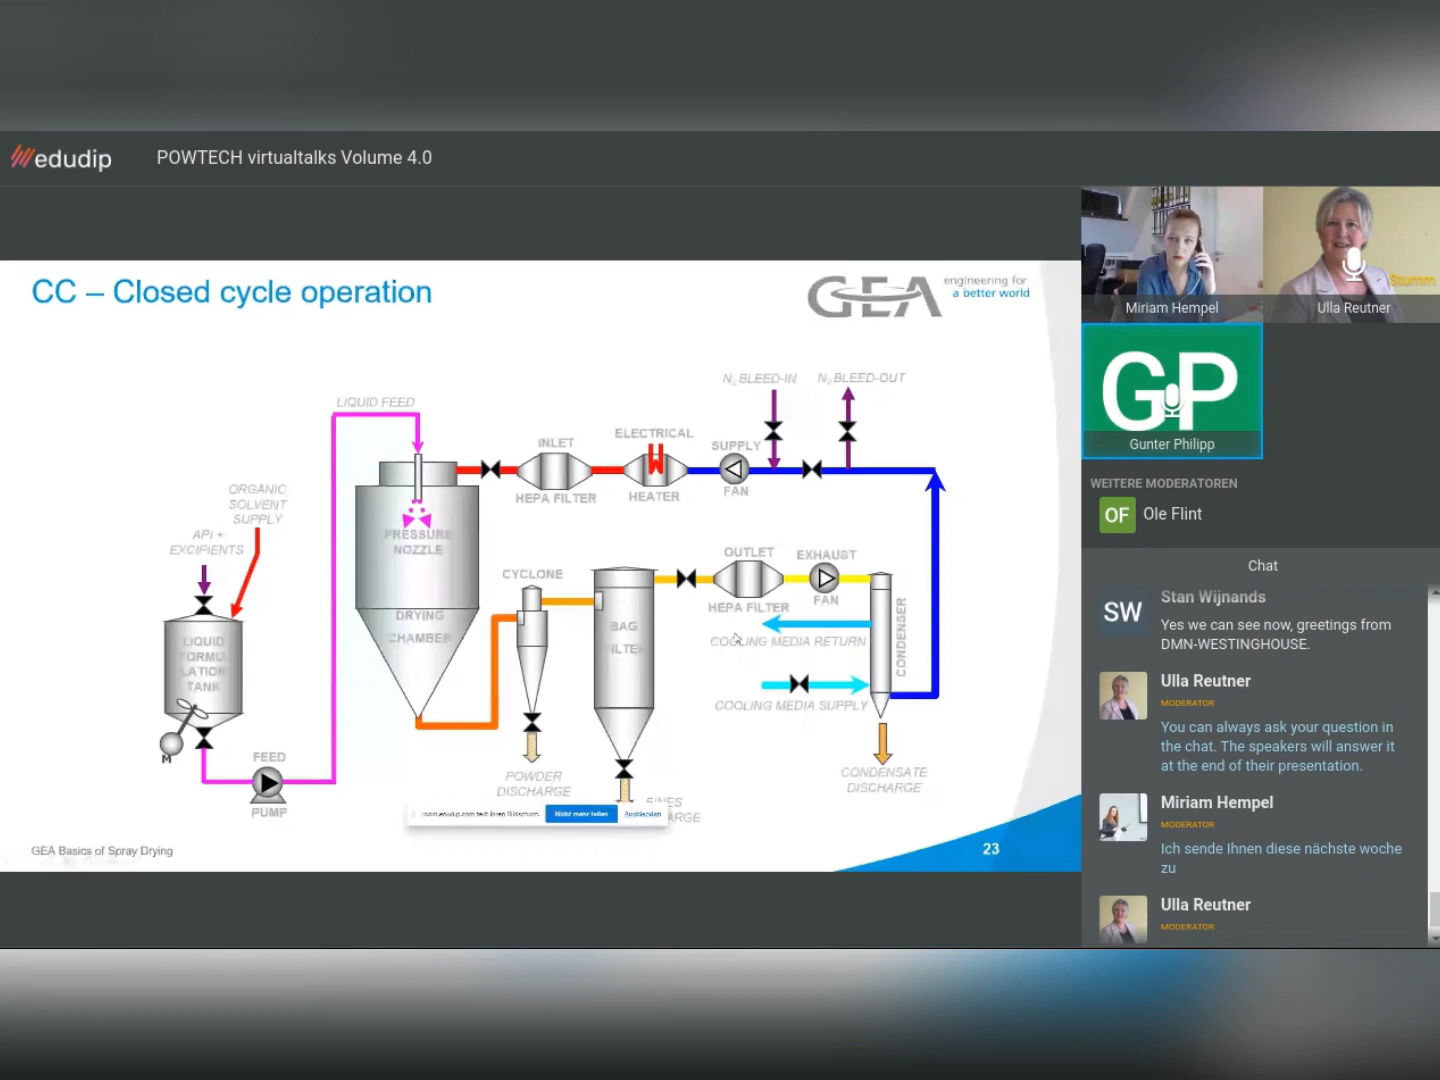 edudip
POWTECH virtualtalks Volume 4.0
CC – Closed cycle operation
GEA
engineering for
a better world
N2 BLEED-IN
N2 BLEED-OUT
LIQUID FEED
INLET
HEPA FILTER
ELECTRICAL
HEATER
SUPPLY
FAN
ORGANIC
SOLVENT
SUPPLY
API +
EXCIPIENTS
PRESSURE
NOZZLE
DRYING
CHAMBER
CYCLONE
BAG
FILTER
OUTLET
HEPA FILTER
EXHAUST
FAN
COOLING MEDIA RETURN
COOLING MEDIA SUPPLY
CONDENSER
LIQUID
FORMU-
LATION
TANK
M
FEED
PUMP
POWDER
DISCHARGE
CONDENSATE
DISCHARGE
Nicht mehr teilen
Ausblenden
GEA Basics of Spray Drying
23
Miriam Hempel
Stumm
Ulla Reutner
GP
Gunter Philipp
WEITERE MODERATOREN
OF
Ole Flint
Chat
SW
Stan Wijnands
Yes we can see now, greetings from
DMN-WESTINGHOUSE.
Ulla Reutner
MODERATOR
You can always ask your question in
the chat. The speakers will answer it
at the end of their presentation.
Miriam Hempel
MODERATOR
Ich sende Ihnen diese nächste woche
zu
Ulla Reutner
MODERATOR